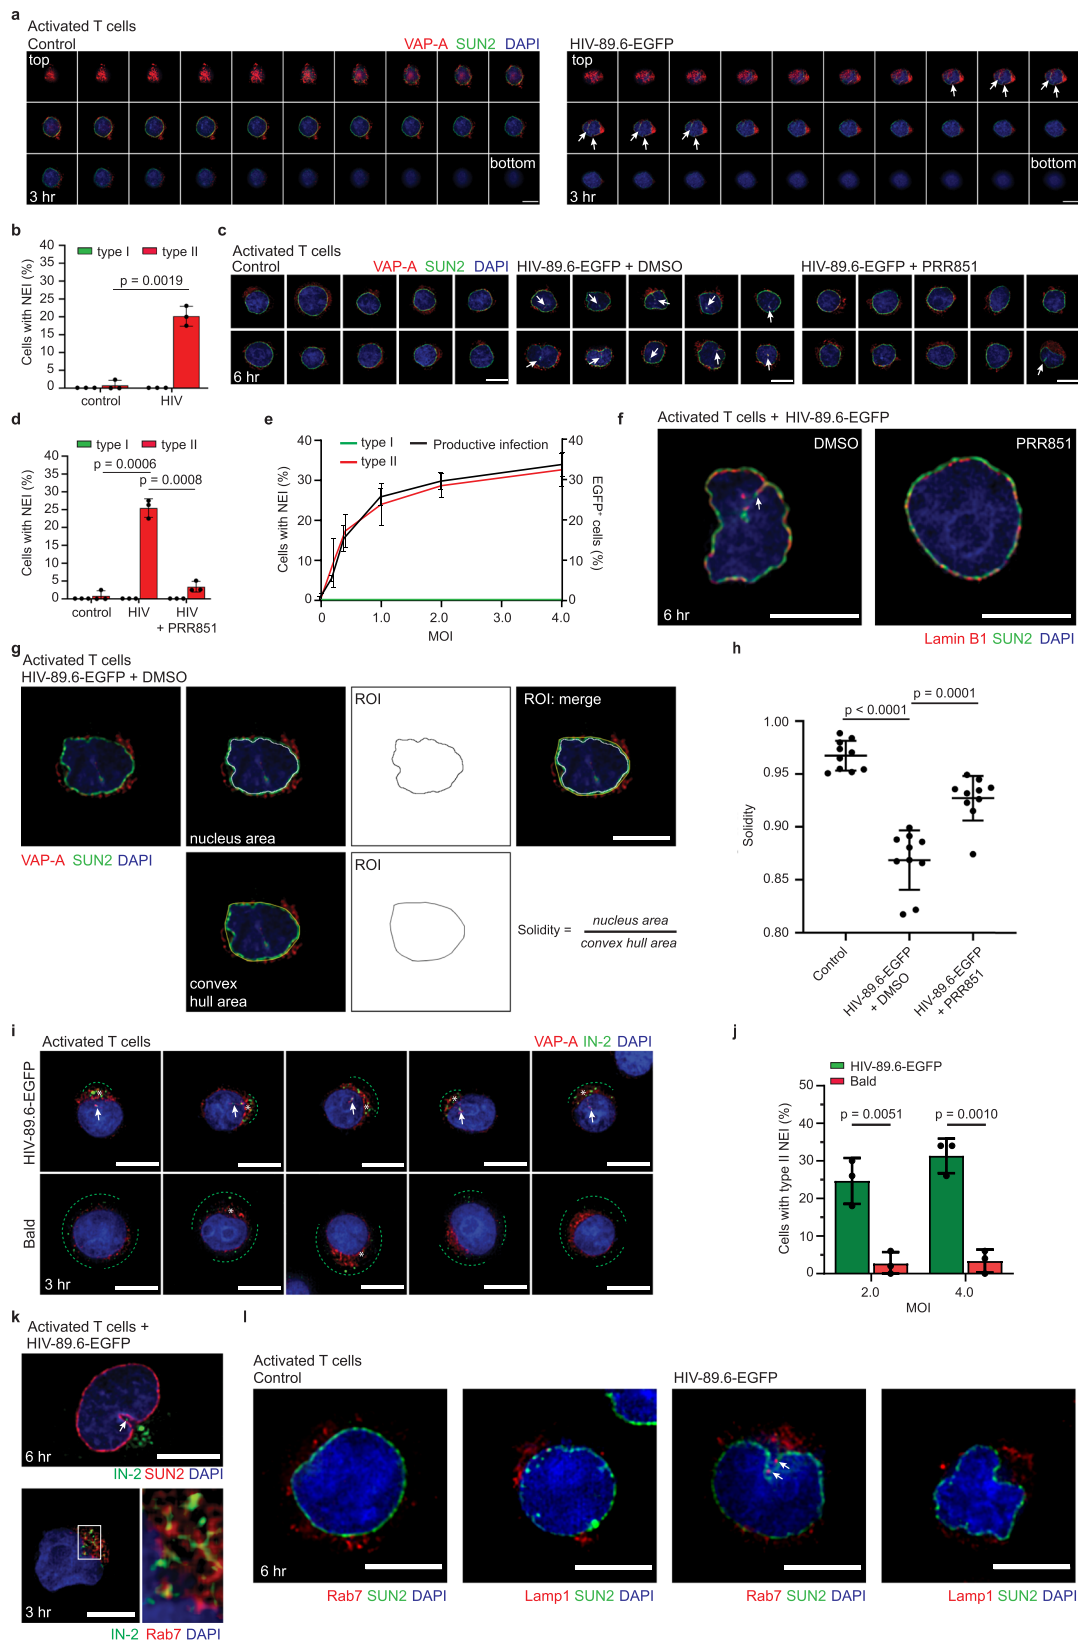 a
Activated T cells
Control VAP-A SUN2 DAPI
top
3 hr
bottom
HIV-89.6-EGFP
top
3 hr
bottom
b
type I type II
p = 0.0019
Cells with NEI (%)
40
35
30
25
20
15
10
5
0
control HIV
c
Activated T cells
Control VAP-A SUN2 DAPI HIV-89.6-EGFP + DMSO HIV-89.6-EGFP + PRR851
6 hr
d
type I type II
p = 0.0006
p = 0.0008
Cells with NEI (%)
40
35
30
25
20
15
10
5
0
control HIV HIV
+ PRR851
e
type I Productive infection
type II
Cells with NEI (%)
40
30
20
10
0
EGFP+ cells (%)
40
30
20
10
0
0 1.0 2.0 3.0 4.0
MOI
f
Activated T cells + HIV-89.6-EGFP
DMSO PRR851
6 hr
Lamin B1 SUN2 DAPI
g
Activated T cells
HIV-89.6-EGFP + DMSO
nucleus area
ROI
ROI: merge
VAP-A SUN2 DAPI
convex
hull area
ROI
Solidity = nucleus area
convex hull area
h
p = 0.0001
p < 0.0001
Solidity
1.00
0.95
0.90
0.85
0.80
Control
HIV-89.6-EGFP
+ DMSO
HIV-89.6-EGFP
+ PRR851
i
Activated T cells VAP-A IN-2 DAPI
HIV-89.6-EGFP
* * * * *
Bald
* *
3 hr
j
HIV-89.6-EGFP
Bald
p = 0.0051 p = 0.0010
Cells with type II NEI (%)
50
40
30
20
10
0
2.0 4.0
MOI
k
Activated T cells +
HIV-89.6-EGFP
6 hr
IN-2 SUN2 DAPI
3 hr
IN-2 Rab7 DAPI
l
Activated T cells
Control HIV-89.6-EGFP
6 hr
Rab7 SUN2 DAPI Lamp1 SUN2 DAPI Rab7 SUN2 DAPI Lamp1 SUN2 DAPI